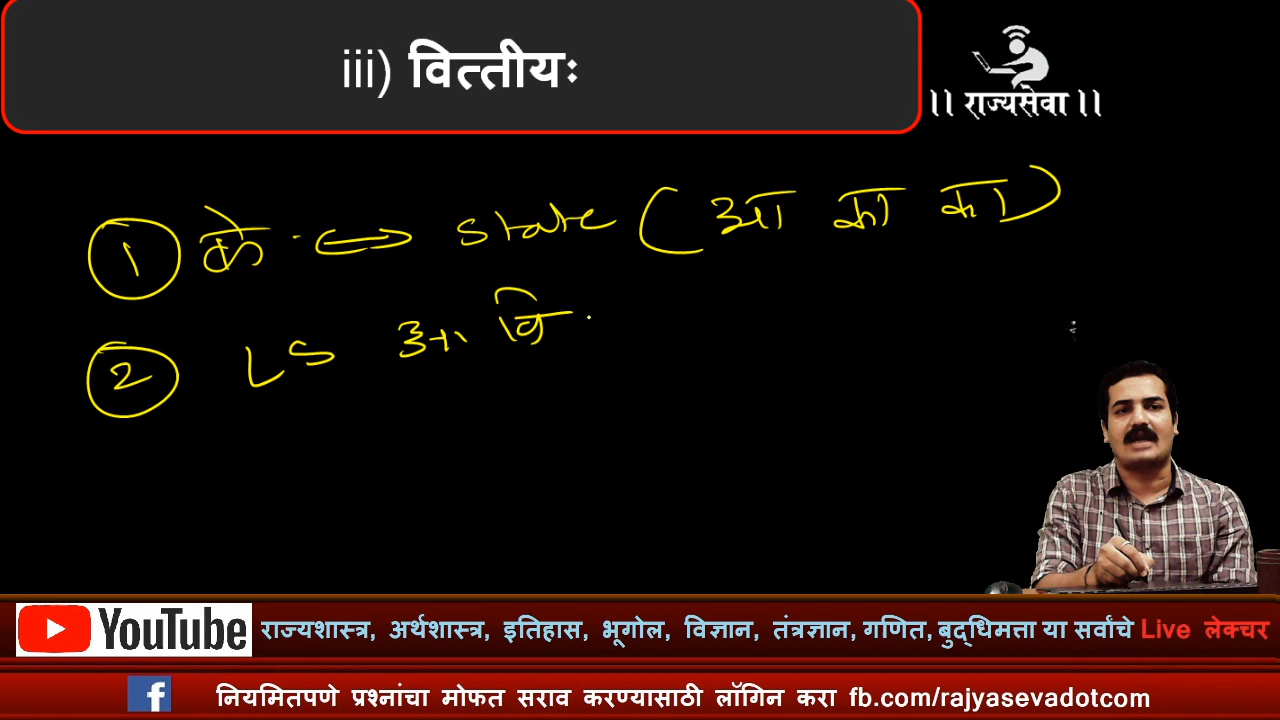 iii) वित्तीयः
।। राज्यसेवा ।।
1 के. ⟺ state (आ का का)
2 LS आ वि
YouTube राज्यशास्त्र, अर्थशास्त्र, इतिहास, भूगोल, विज्ञान, तंत्रज्ञान, गणित, बुद्धिमत्ता या सर्वांचे Live लेक्चर
f नियमितपणे प्रश्नांचा मोफत सराव करण्यासाठी लॉगिन करा fb.com/rajyasevadotcom